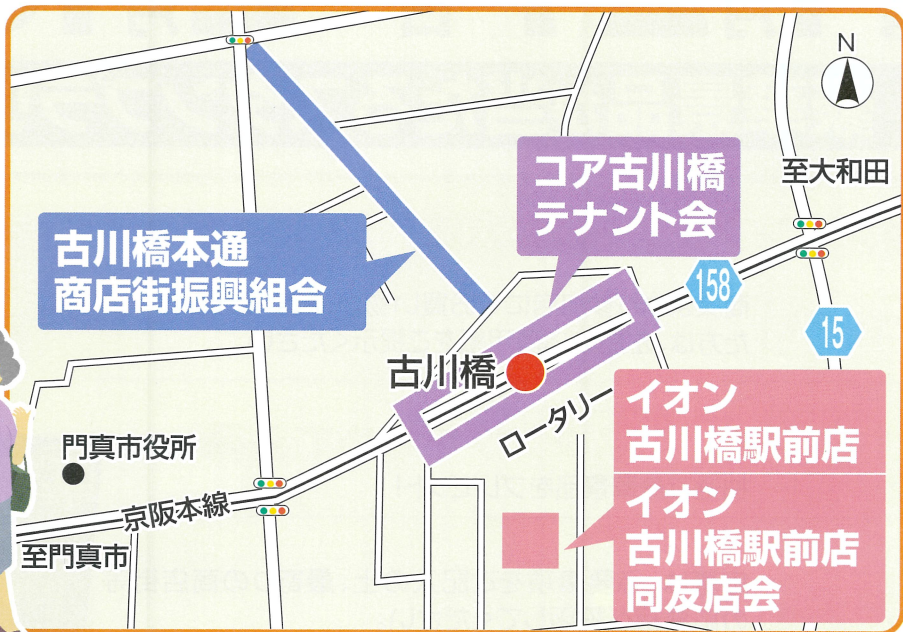 N
至大和田
コア古川橋
テナント会
古川橋本通
商店街振興組合
158
15
古川橋
ロータリー
イオン
古川橋駅前店
イオン
古川橋駅前店
同友店会
門真市役所
京阪本線
至門真市